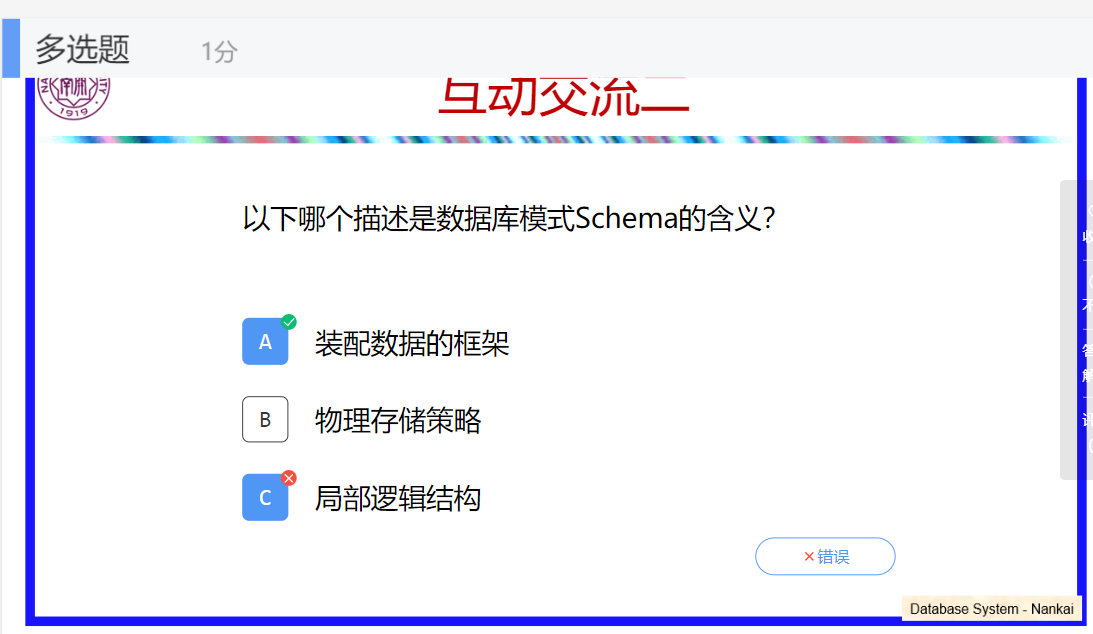 多选题 1分
互动交流二
1919
以下哪个描述是数据库模式Schema的含义?
A 装配数据的框架
B 物理存储策略
C 局部逻辑结构
错误
Database System - Nankai